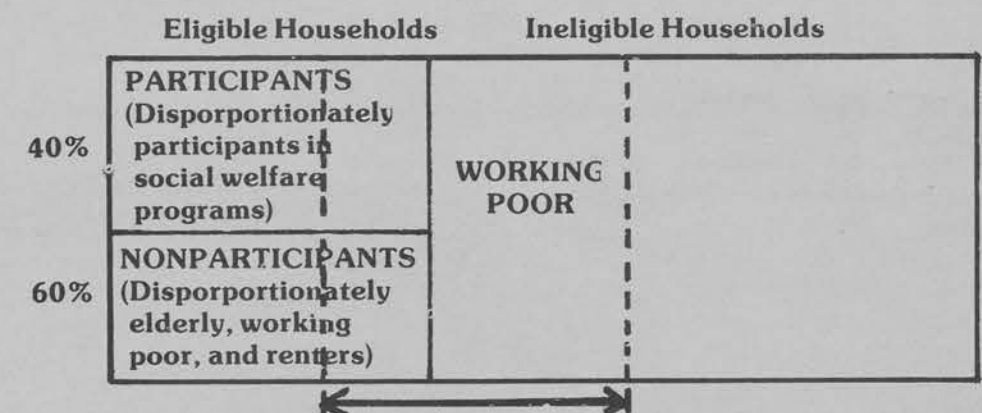 Eligible Households Ineligible Households
PARTICIPANTS
(Disporportionately
40% participants in
social welfare
programs)
WORKING
POOR
NONPARTICIPANTS
60% (Disporportionately
elderly, working
poor, and renters)